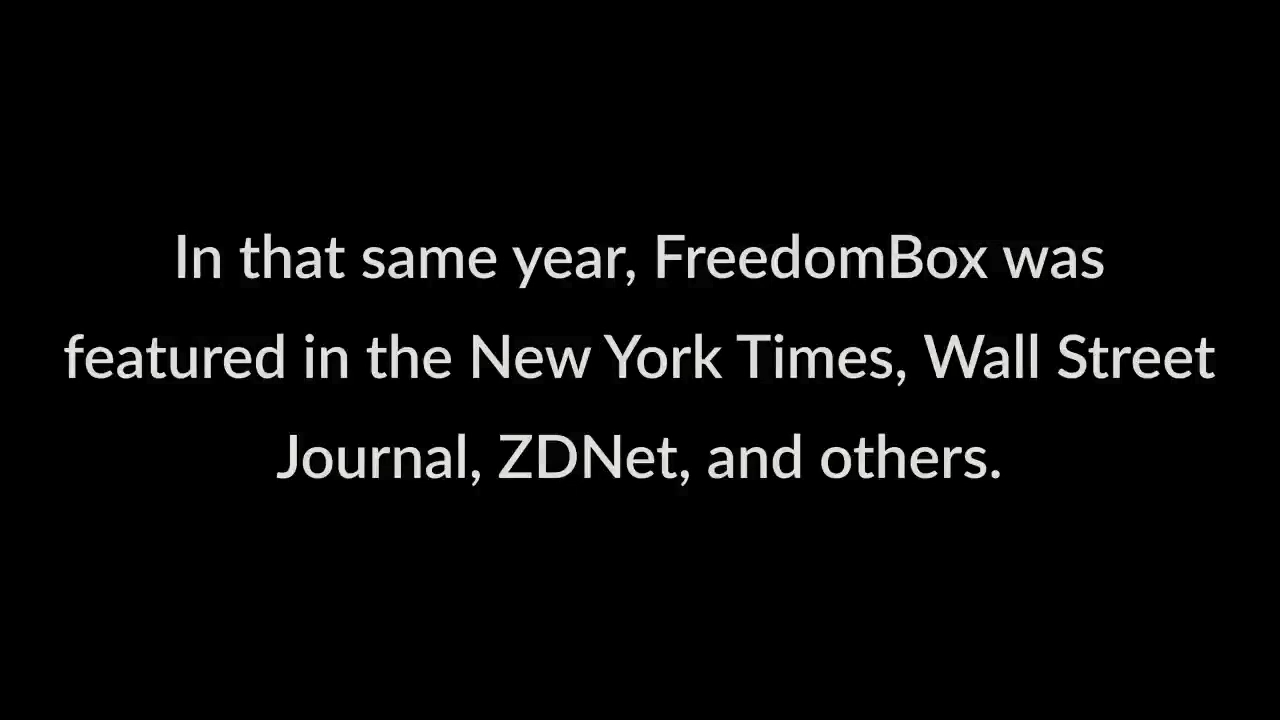 In that same year, FreedomBox was
featured in the New York Times, Wall Street
Journal, ZDNet, and others.